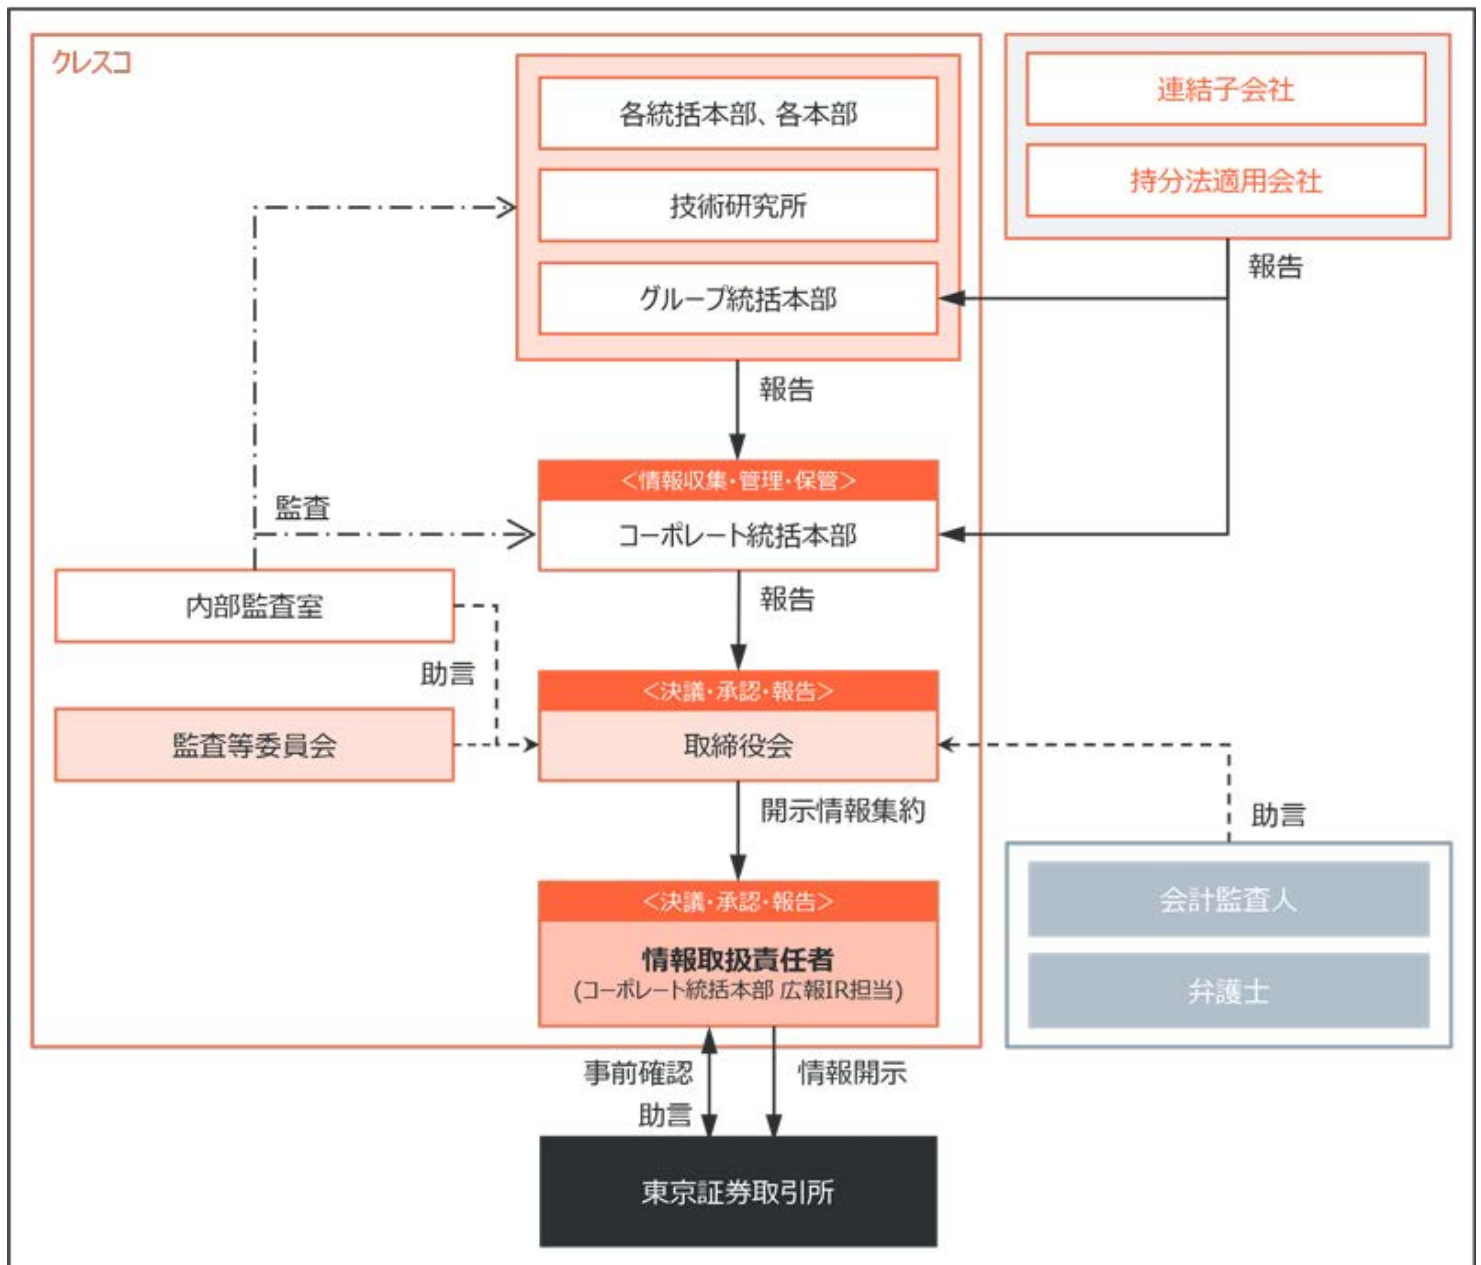 クレスコ
各統括本部、各本部
技術研究所
グループ統括本部
連結子会社
持分法適用会社
報告
報告
<情報収集・管理・保管>
コーポレート統括本部
監査
内部監査室
報告
助言
監査等委員会
<決議・承認・報告>
取締役会
開示情報集約
助言
会計監査人
弁護士
<決議・承認・報告>
情報取扱責任者
(コーポレート統括本部 広報IR担当)
事前確認
助言
情報開示
東京証券取引所